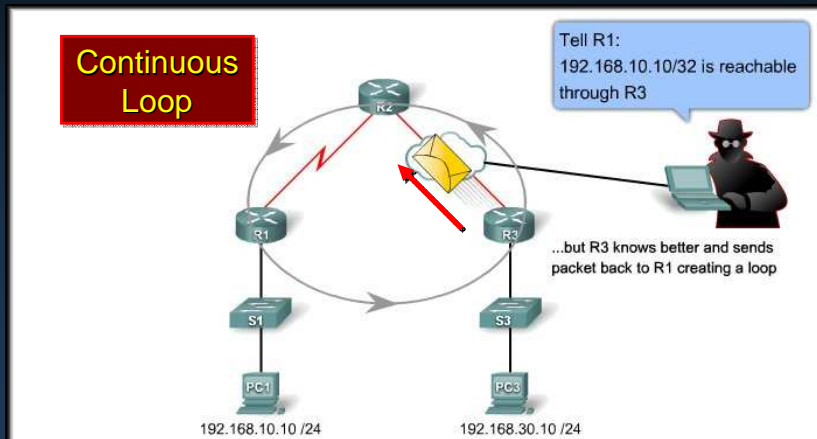 Continuous
Loop
Tell R1:
192.168.10.10/32 is reachable
through R3
R2
R1
R3
...but R3 knows better and sends
packet back to R1 creating a loop
S1
S3
PC1
PC3
192.168.10.10 /24
192.168.30.10 /24